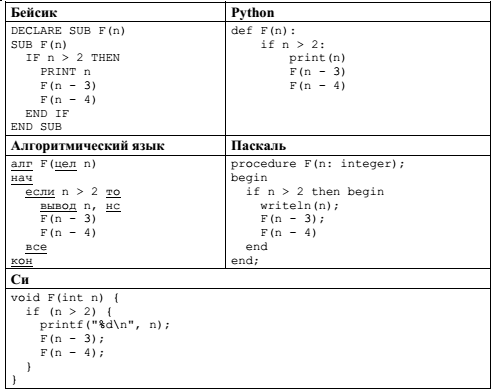 Бейсик
DECLARE SUB F(n)
SUB F(n)
IF n > 2 THEN
PRINT n
F(n - 3)
F(n - 4)
END IF
END SUB
Python
def F(n):
if n > 2:
print(n)
F(n - 3)
F(n - 4)
Алгоритмический язык
алг F(цел n)
нач
если n > 2 то
вывод n, нс
F(n - 3)
F(n - 4)
все
кон
Паскаль
procedure F(n: integer);
begin
if n > 2 then begin
writeln(n);
F(n - 3);
F(n - 4)
end
end;
Си
void F(int n) {
if (n > 2) {
printf("%d\n", n);
F(n - 3);
F(n - 4);
}
}